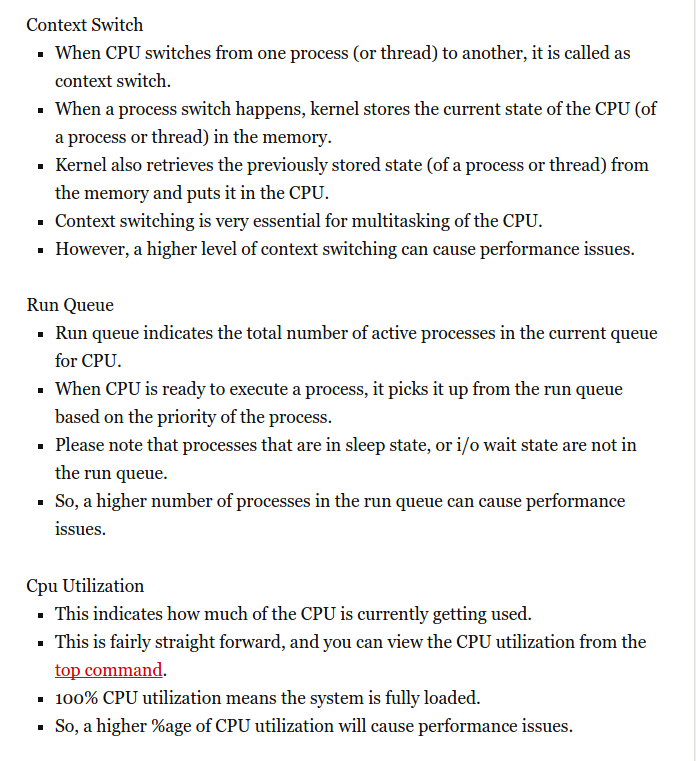 Context Switch
▪ When CPU switches from one process (or thread) to another, it is called as
context switch.
▪ When a process switch happens, kernel stores the current state of the CPU (of
a process or thread) in the memory.
▪ Kernel also retrieves the previously stored state (of a process or thread) from
the memory and puts it in the CPU.
▪ Context switching is very essential for multitasking of the CPU.
▪ However, a higher level of context switching can cause performance issues.
Run Queue
▪ Run queue indicates the total number of active processes in the current queue
for CPU.
▪ When CPU is ready to execute a process, it picks it up from the run queue
based on the priority of the process.
▪ Please note that processes that are in sleep state, or i/o wait state are not in
the run queue.
▪ So, a higher number of processes in the run queue can cause performance
issues.
Cpu Utilization
▪ This indicates how much of the CPU is currently getting used.
▪ This is fairly straight forward, and you can view the CPU utilization from the
top command.
▪ 100% CPU utilization means the system is fully loaded.
▪ So, a higher %age of CPU utilization will cause performance issues.